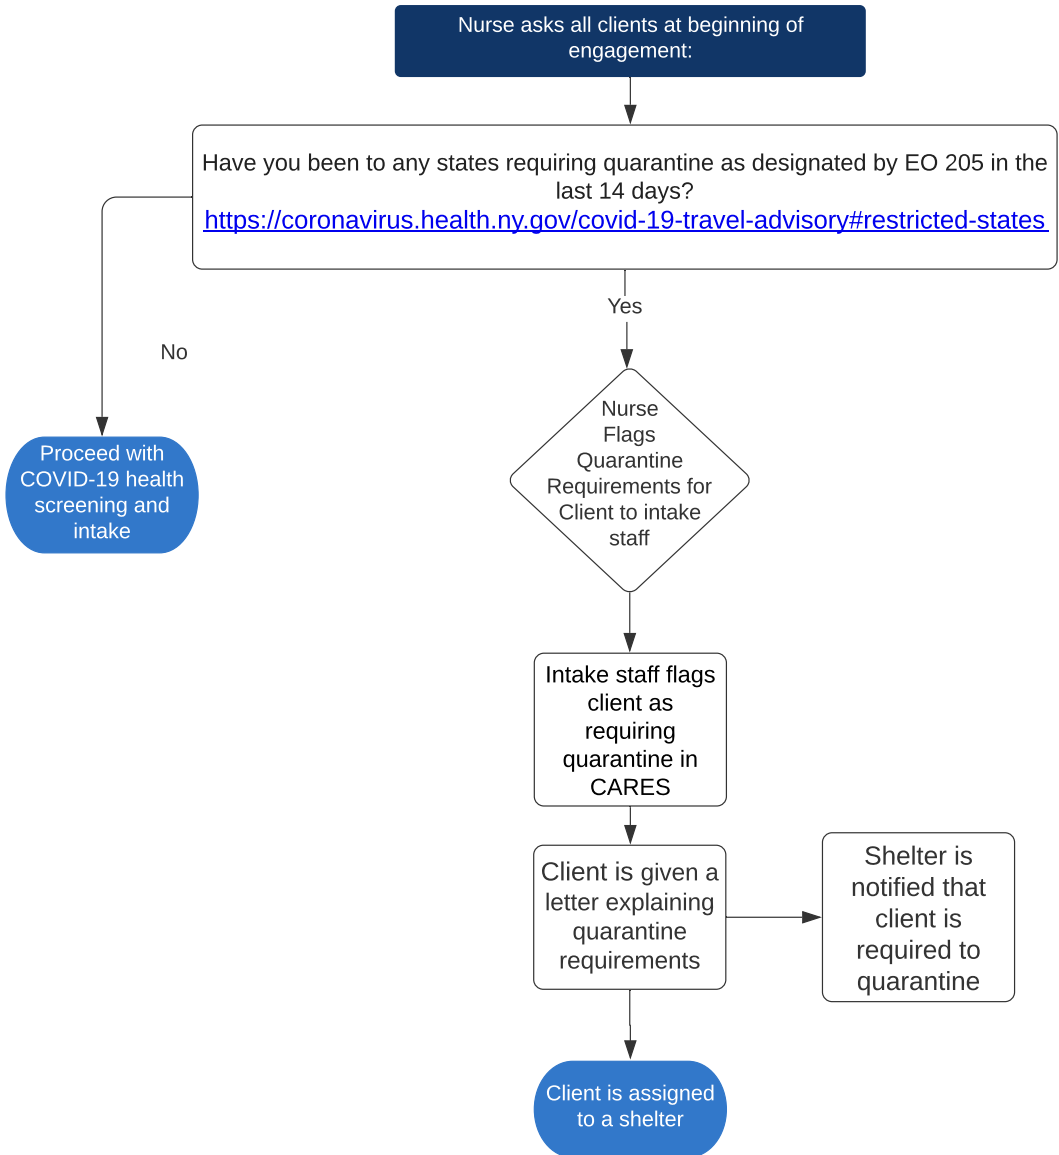 Nurse asks all clients at beginning of
engagement:
Have you been to any states requiring quarantine as designated by EO 205 in the
last 14 days?
https://coronavirus.health.ny.gov/covid-19-travel-advisory#restricted-states
Yes
No
Nurse
Flags
Quarantine
Requirements for
Client to intake
staff
Proceed with
COVID-19 health
screening and
intake
Intake staff flags
client as
requiring
quarantine in
CARES
Client is given a
letter explaining
quarantine
requirements
Shelter is
notified that
client is
required to
quarantine
Client is assigned
to a shelter